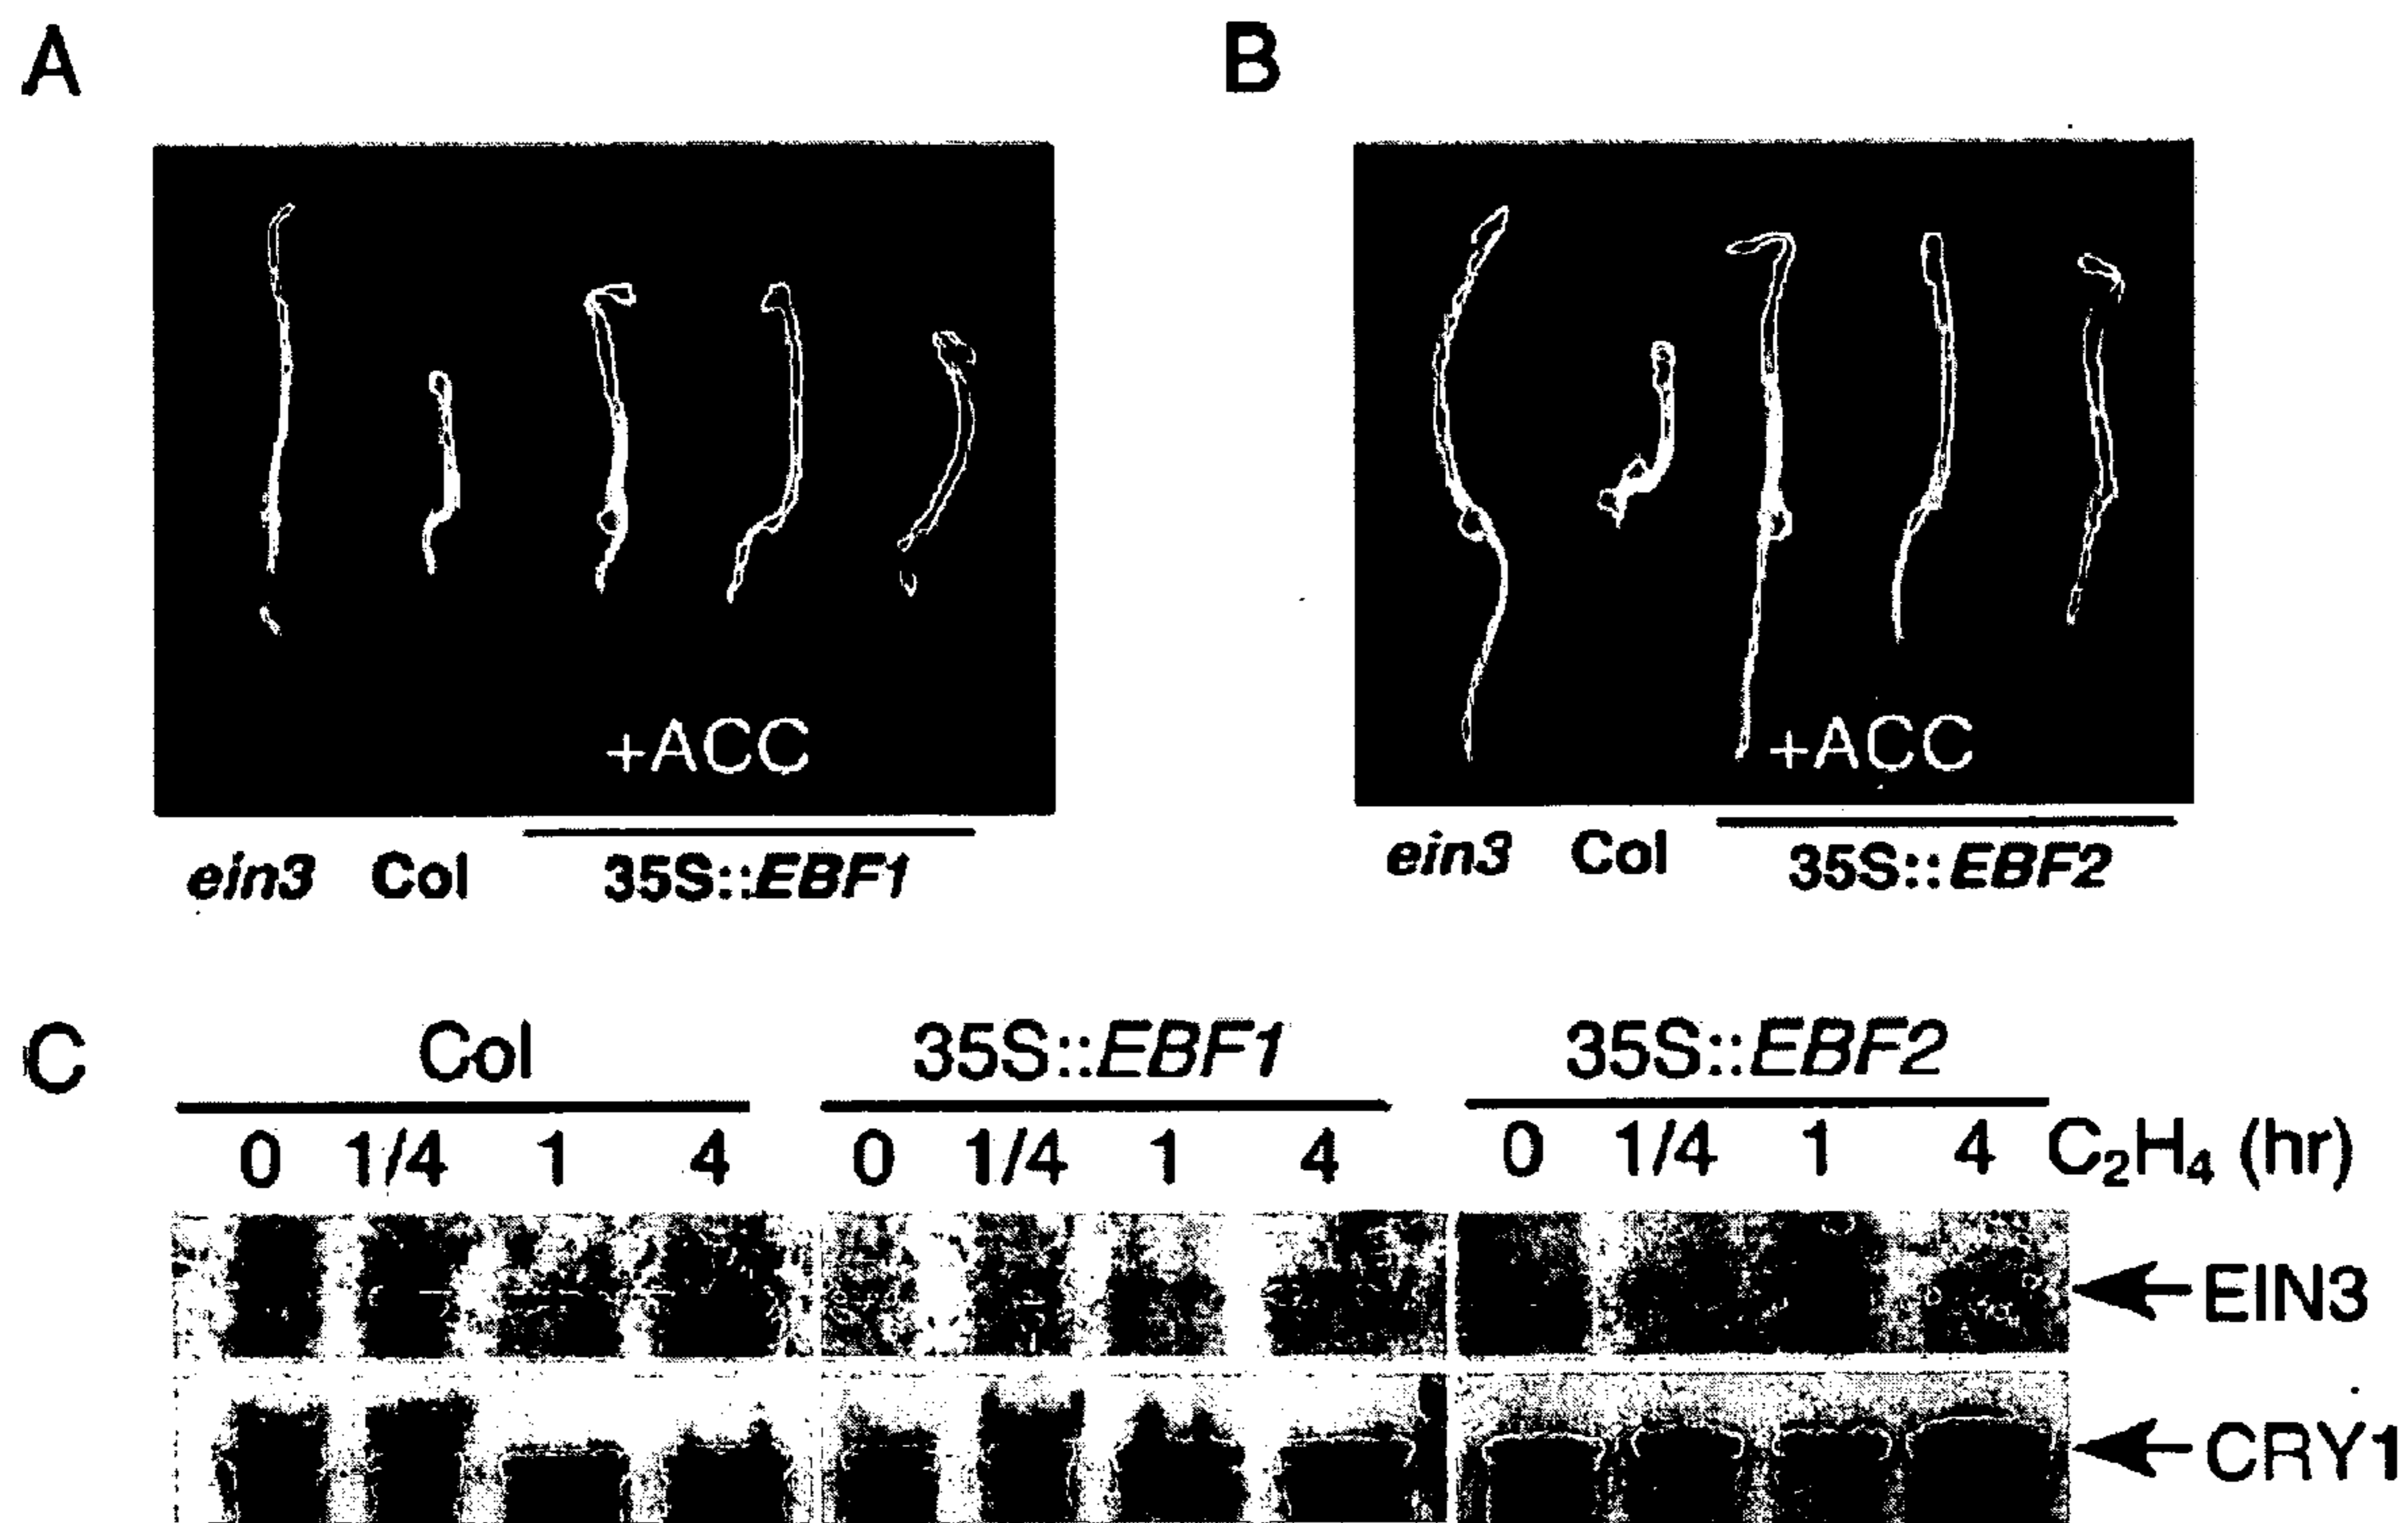 A B
+ACC +ACC
ein3 Col 35S::EBF1 ein3 Col 35S::EBF2
C Col 35S::EBF1 35S::EBF2
0 1/4 1 4 0 1/4 1 4 0 1/4 1 4 C₂H₄ (hr)
EIN3
CRY1